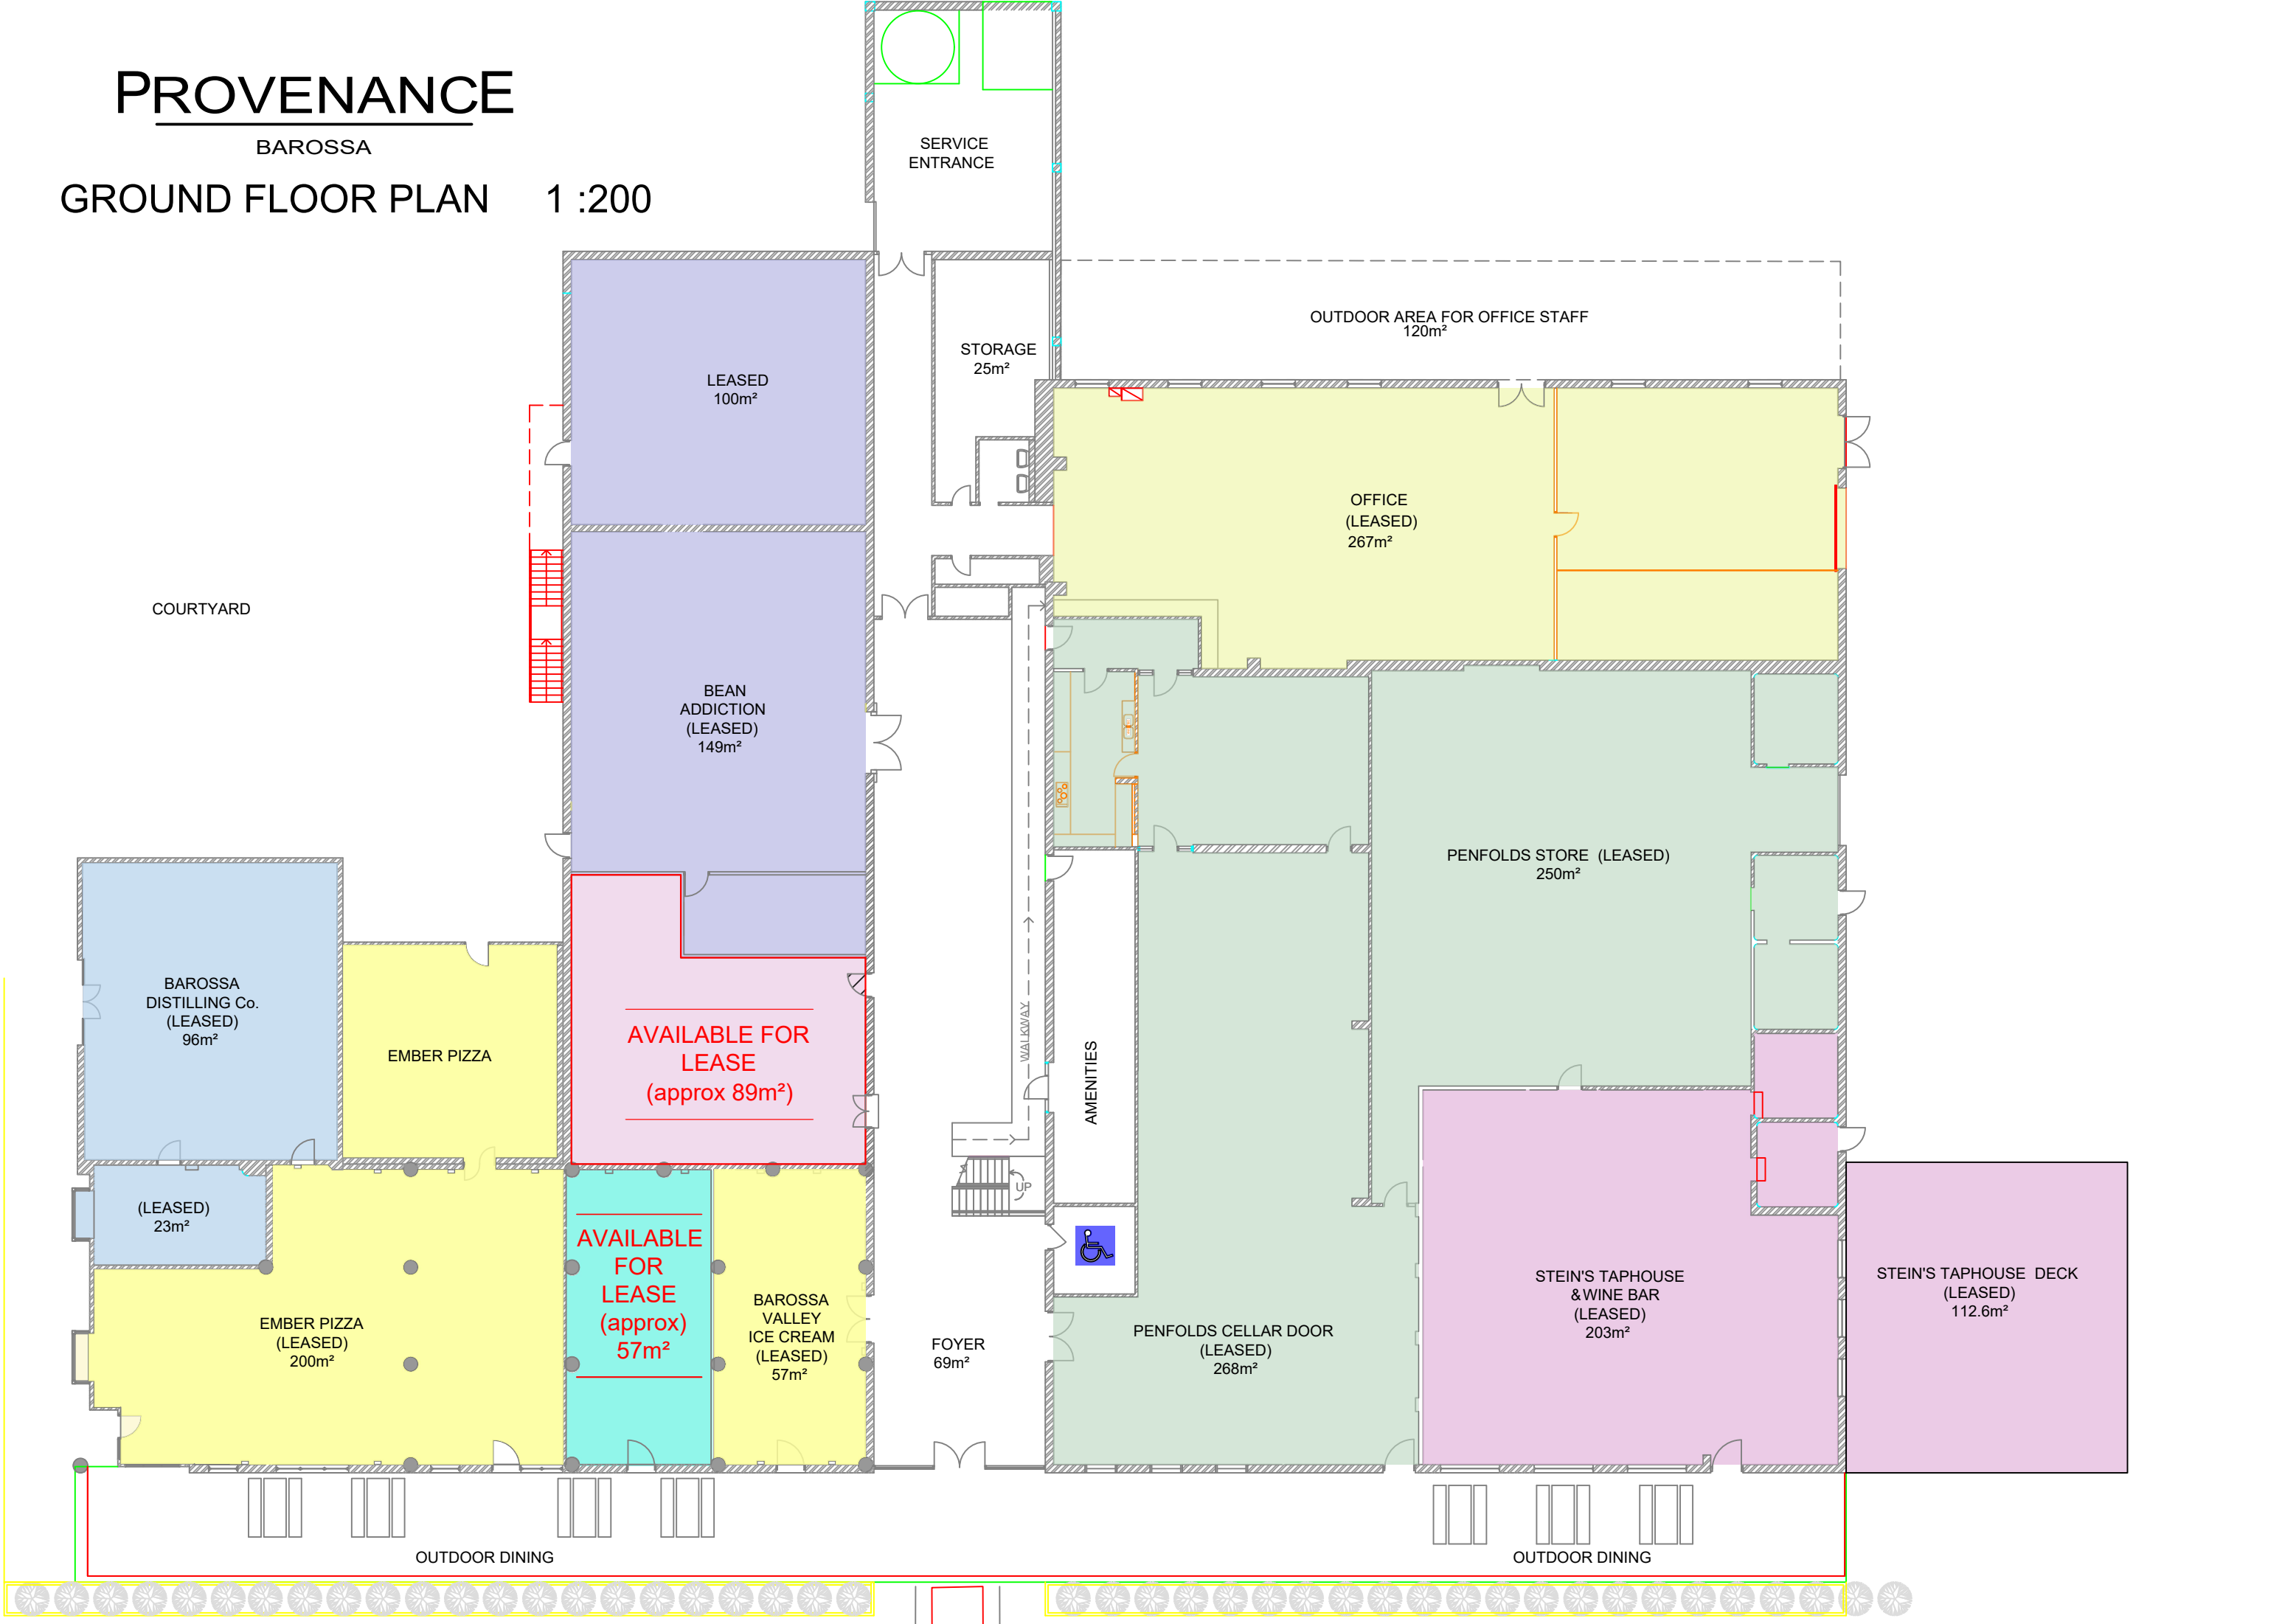 PROVENANCE
BAROSSA
GROUND FLOOR PLAN 1 :200
SERVICE
ENTRANCE
STORAGE
25m²
OUTDOOR AREA FOR OFFICE STAFF
120m²
LEASED
100m²
OFFICE
(LEASED)
267m²
COURTYARD
BEAN
ADDICTION
(LEASED)
149m²
PENFOLDS STORE (LEASED)
250m²
BAROSSA
DISTILLING Co.
(LEASED)
96m²
EMBER PIZZA
AVAILABLE FOR
LEASE
(approx 89m²)
WALKWAY
AMENITIES
UP
(LEASED)
23m²
EMBER PIZZA
(LEASED)
200m²
AVAILABLE
FOR
LEASE
(approx)
57m²
BAROSSA
VALLEY
ICE CREAM
(LEASED)
57m²
FOYER
69m²
PENFOLDS CELLAR DOOR
(LEASED)
268m²
STEIN'S TAPHOUSE
&WINE BAR
(LEASED)
203m²
STEIN'S TAPHOUSE DECK
(LEASED)
112.6m²
OUTDOOR DINING
OUTDOOR DINING